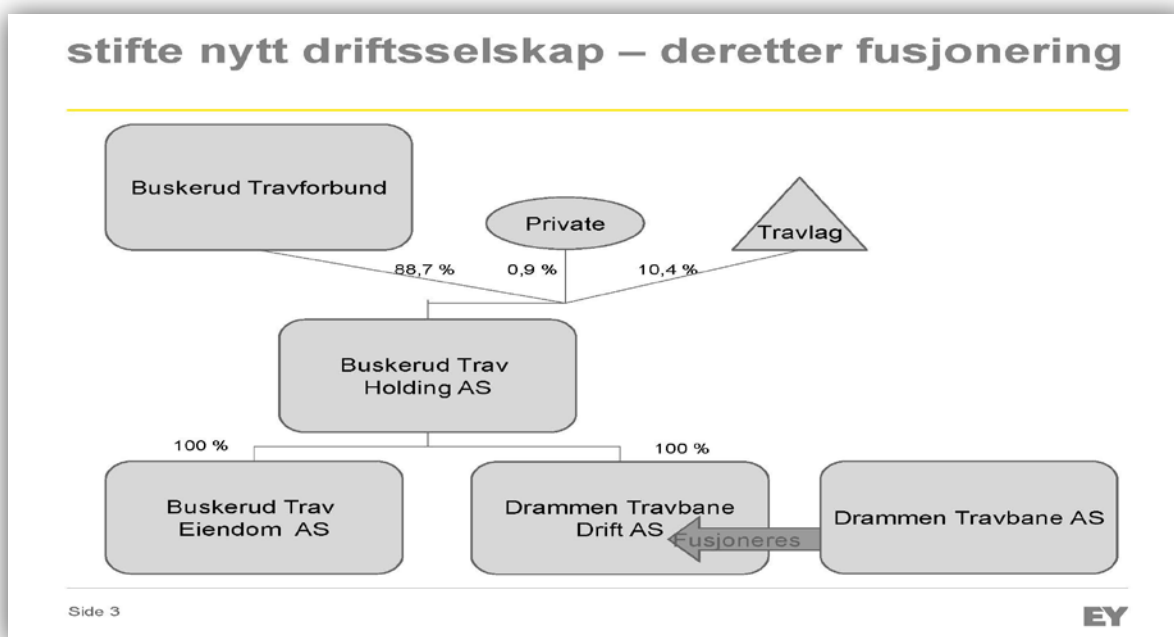 stifte nytt driftsselskap – deretter fusjonering
Buskerud Travforbund
Private
Travlag
88,7 %
0,9 %
10,4 %
Buskerud Trav
Holding AS
100 %
100 %
Buskerud Trav
Eiendom AS
Drammen Travbane
Drift AS
Fusjoneres
Drammen Travbane AS
Side 3
EY